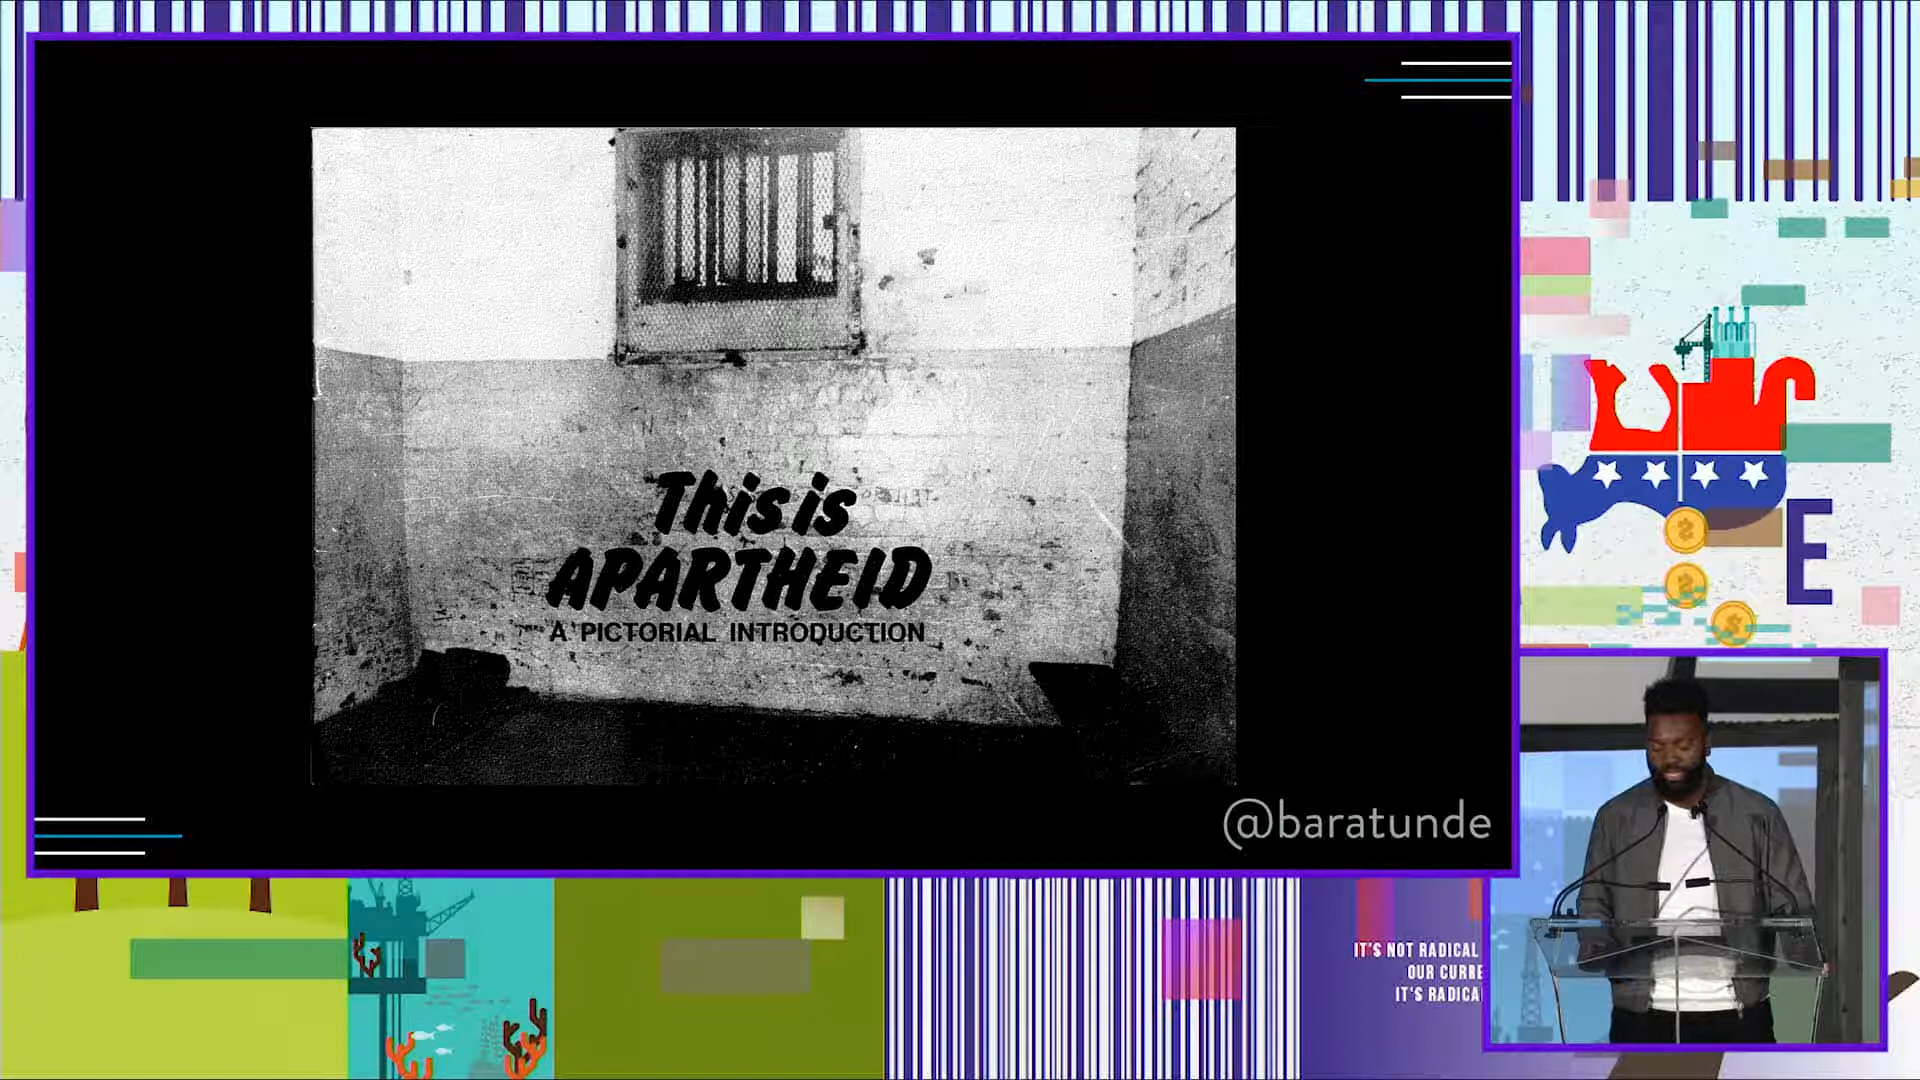 This is
APARTHEID
A PICTORIAL INTRODUCTION
@baratunde
E
IT'S NOT RADICAL
OUR CURRE
IT'S RADICA